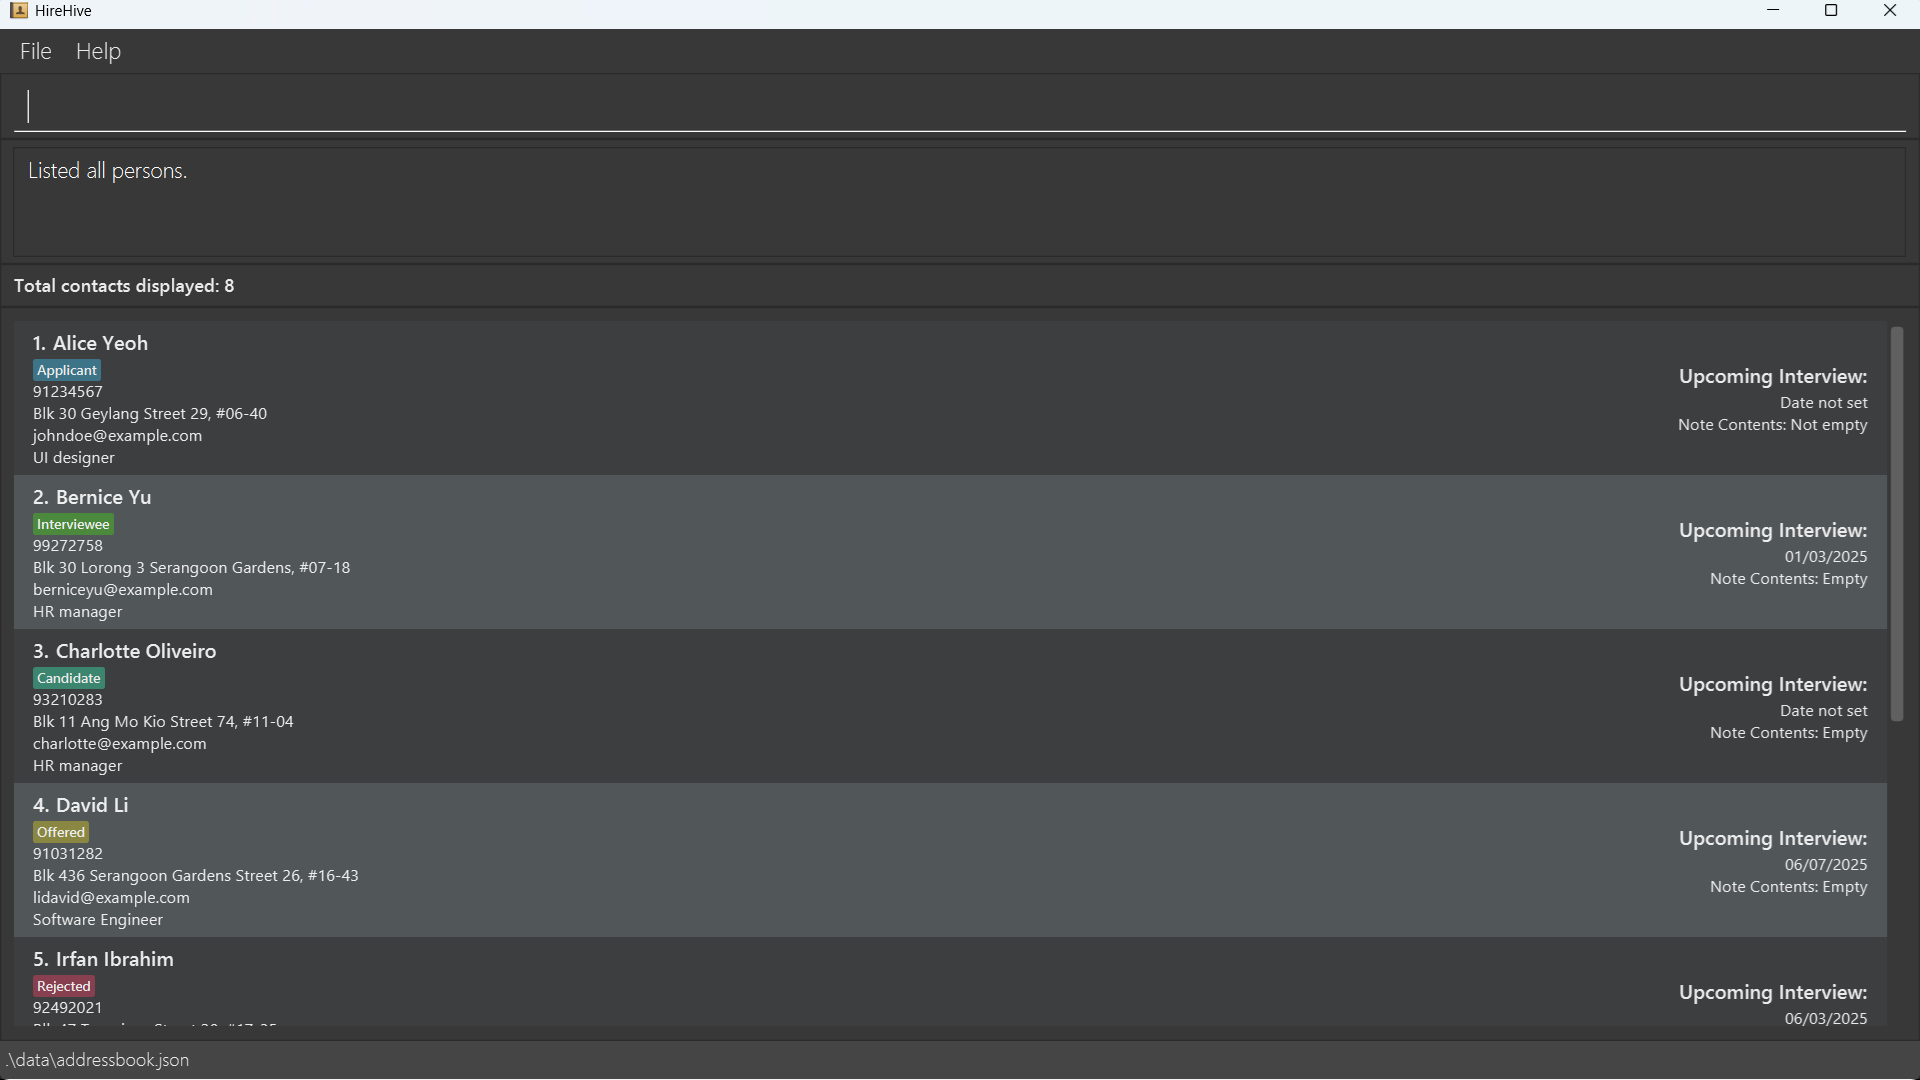 HireHive
File Help
Listed all persons.
Total contacts displayed: 8
1. Alice Yeoh
Applicant
91234567
Blk 30 Geylang Street 29, #06-40
johndoe@example.com
UI designer
Upcoming Interview:
Date not set
Note Contents: Not empty
2. Bernice Yu
Interviewee
99272758
Blk 30 Lorong 3 Serangoon Gardens, #07-18
berniceyu@example.com
HR manager
Upcoming Interview:
01/03/2025
Note Contents: Empty
3. Charlotte Oliveiro
Candidate
93210283
Blk 11 Ang Mo Kio Street 74, #11-04
charlotte@example.com
HR manager
Upcoming Interview:
Date not set
Note Contents: Empty
4. David Li
Offered
91031282
Blk 436 Serangoon Gardens Street 26, #16-43
lidavid@example.com
Software Engineer
Upcoming Interview:
06/07/2025
Note Contents: Empty
5. Irfan Ibrahim
Rejected
92492021
Upcoming Interview:
06/03/2025
.\data\addressbook.json